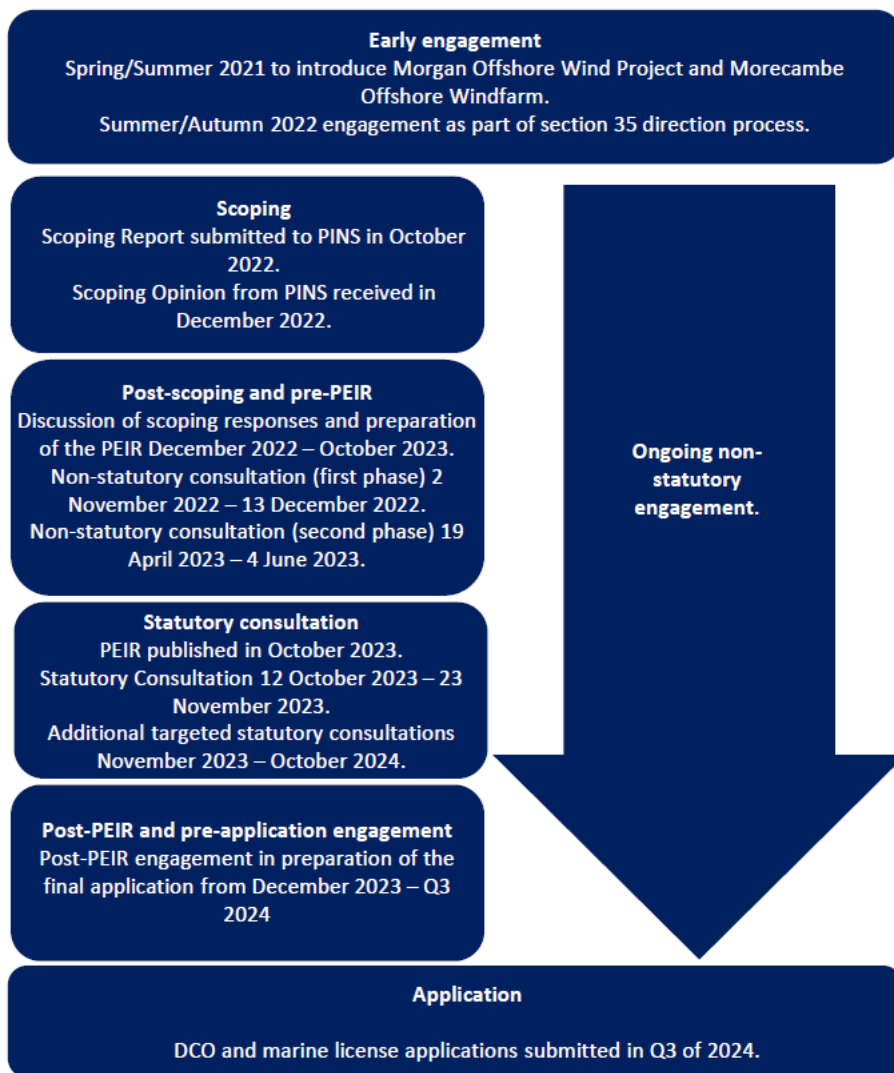 Early engagement
Spring/Summer 2021 to introduce Morgan Offshore Wind Project and Morecambe
Offshore Windfarm.
Summer/Autumn 2022 engagement as part of section 35 direction process.
Scoping
Scoping Report submitted to PINS in October
2022.
Scoping Opinion from PINS received in
December 2022.
Post-scoping and pre-PEIR
Discussion of scoping responses and preparation
of the PEIR December 2022 – October 2023.
Non-statutory consultation (first phase) 2
November 2022 – 13 December 2022.
Non-statutory consultation (second phase) 19
April 2023 – 4 June 2023.
Statutory consultation
PEIR published in October 2023.
Statutory Consultation 12 October 2023 – 23
November 2023.
Additional targeted statutory consultations
November 2023 – October 2024.
Post-PEIR and pre-application engagement
Post-PEIR engagement in preparation of the
final application from December 2023 – Q3
2024
Ongoing non-
statutory
engagement.
Application
DCO and marine license applications submitted in Q3 of 2024.